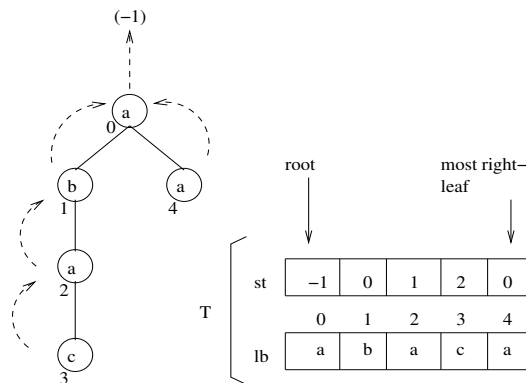 (−1)
a
0
b
1
a
4
a
2
c
3
root
most right−
leaf
T
st
−1 0 1 2 0
0 1 2 3 4
lb
a b a c a